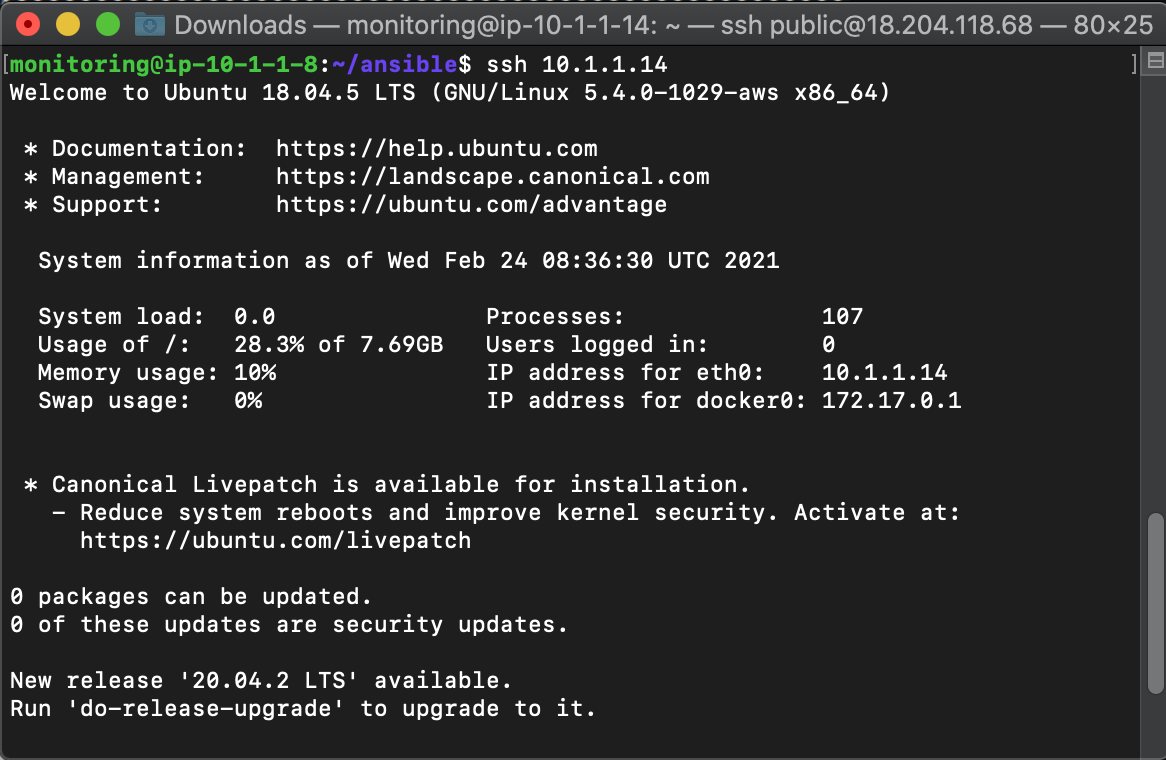 Downloads — monitoring@ip-10-1-1-14: ~ — ssh public@18.204.118.68 — 80×25
[monitoring@ip-10-1-1-8:~/ansible$ ssh 10.1.1.14 ]
Welcome to Ubuntu 18.04.5 LTS (GNU/Linux 5.4.0-1029-aws x86_64)
* Documentation: https://help.ubuntu.com
* Management: https://landscape.canonical.com
* Support: https://ubuntu.com/advantage
System information as of Wed Feb 24 08:36:30 UTC 2021
System load: 0.0 Processes: 107
Usage of /: 28.3% of 7.69GB Users logged in: 0
Memory usage: 10% IP address for eth0: 10.1.1.14
Swap usage: 0% IP address for docker0: 172.17.0.1
* Canonical Livepatch is available for installation.
- Reduce system reboots and improve kernel security. Activate at:
https://ubuntu.com/livepatch
0 packages can be updated.
0 of these updates are security updates.
New release '20.04.2 LTS' available.
Run 'do-release-upgrade' to upgrade to it.